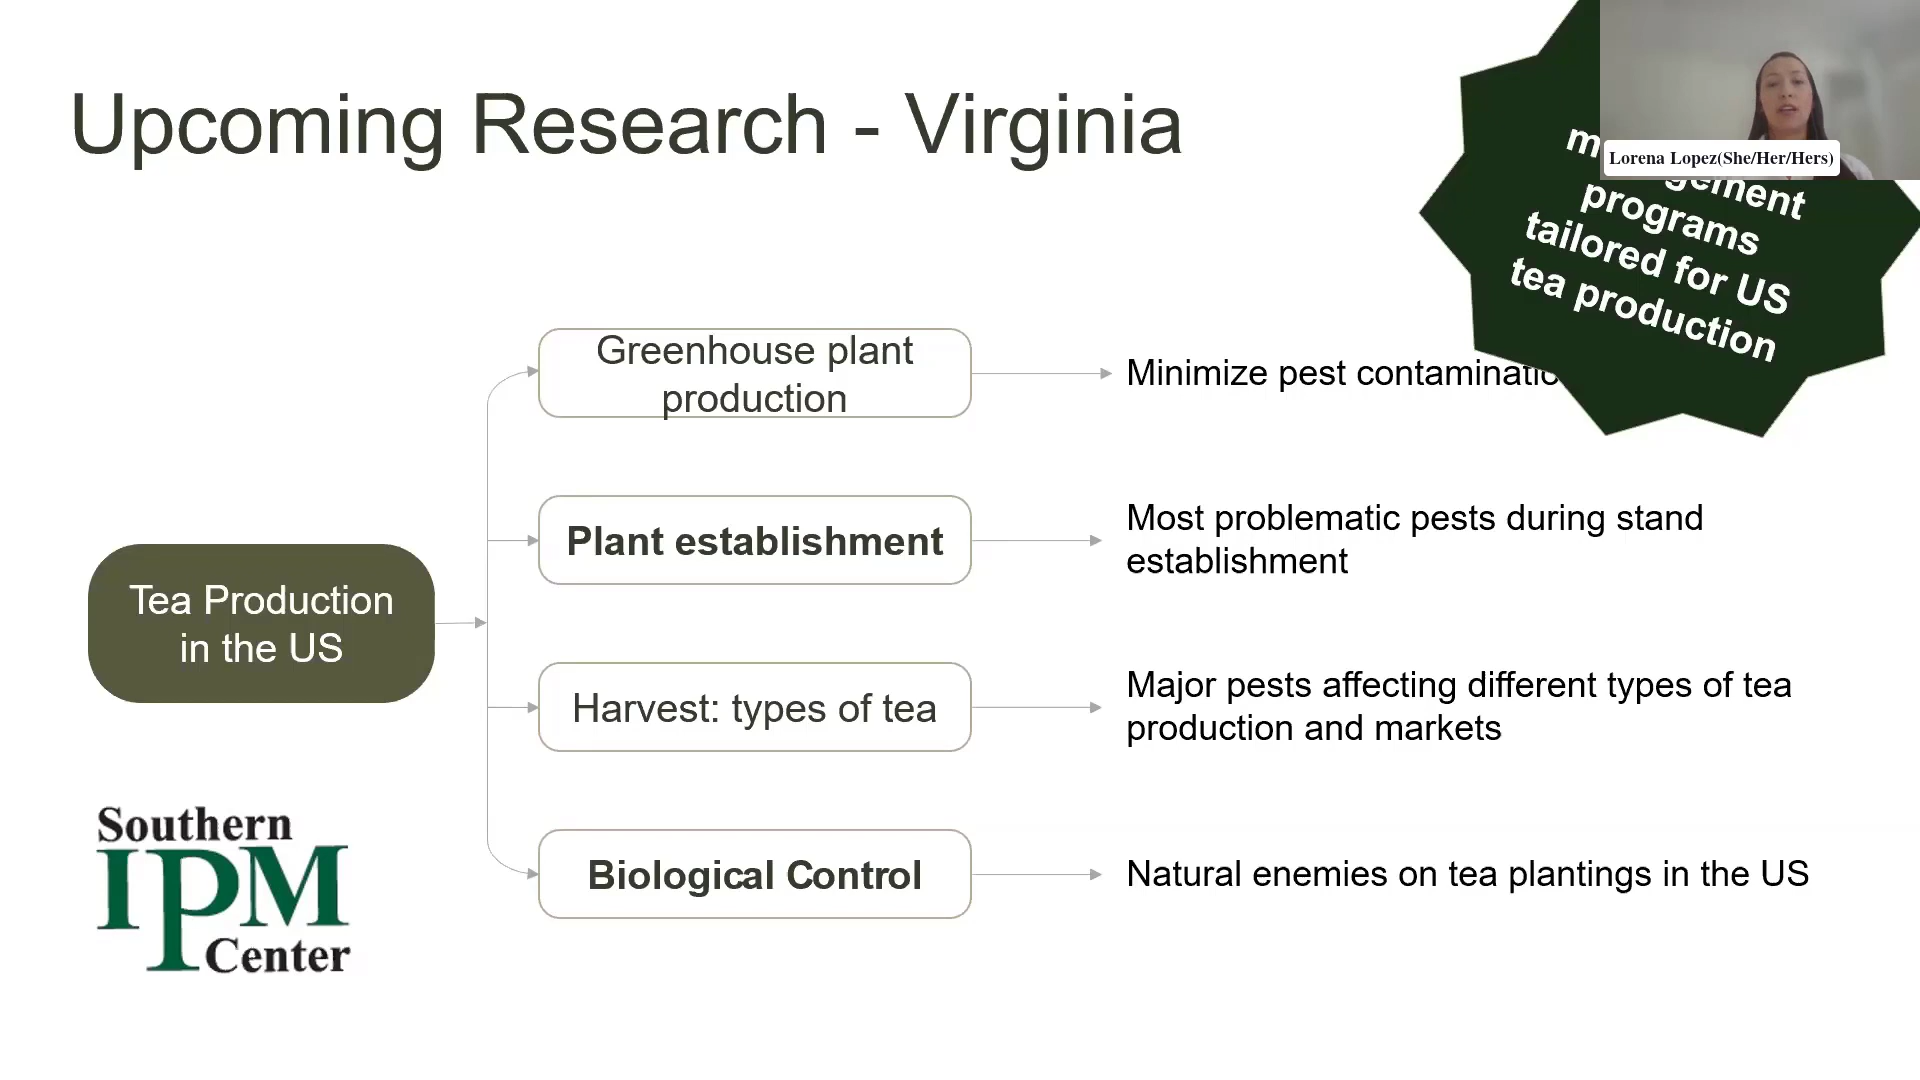 Upcoming Research - Virginia
Lorena Lopez(She/Her/Hers)
programs
tailored for US
tea production
Greenhouse plant
production
Minimize pest
Plant establishment
Most problematic pests during stand
establishment
Tea Production
in the US
Harvest: types of tea
Major pests affecting different types of tea
production and markets
Biological Control
Natural enemies on tea plantings in the US
Southern
IPM
Center